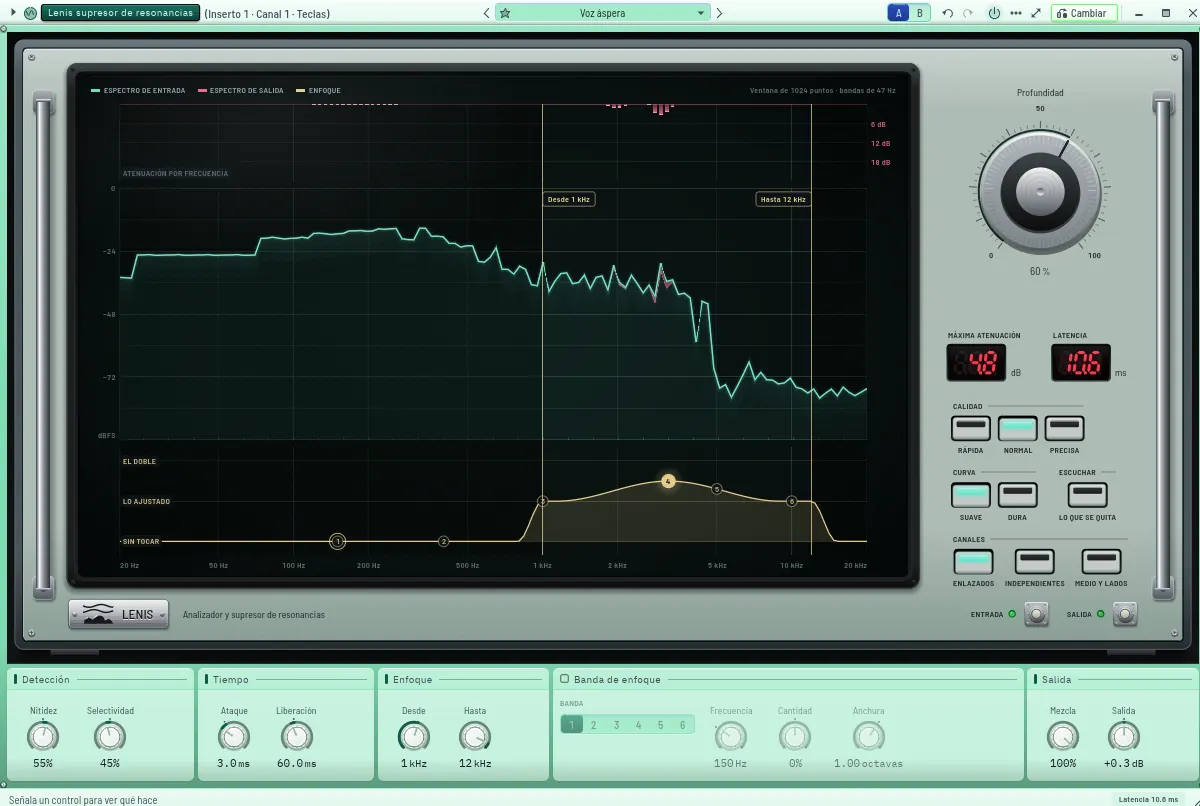 Lenis supresor de resonancias
(Inserto 1 · Canal 1 · Teclas)
Voz áspera
A B
Cambiar
ESPECTRO DE ENTRADA
ESPECTRO DE SALIDA
ENFOQUE
Ventana de 1024 puntos · bandas de 47 Hz
6 dB
12 dB
18 dB
ATENUACIÓN POR FRECUENCIA
0
Desde 1 kHz
Hasta 12 kHz
-24
-48
-72
dBFS
EL DOBLE
LO AJUSTADO
SIN TOCAR
1 2 3 4 5 6
20 Hz 50 Hz 100 Hz 200 Hz 500 Hz 1 kHz 2 kHz 5 kHz 10 kHz 20 kHz
LENIS
Analizador y supresor de resonancias
Profundidad
50
0
100
60 %
MÁXIMA ATENUACIÓN
4.8 dB
LATENCIA
10.6 ms
CALIDAD
RÁPIDA NORMAL PRECISA
CURVA
SUAVE DURA
ESCUCHAR
LO QUE SE QUITA
CANALES
ENLAZADOS INDEPENDIENTES MEDIO Y LADOS
ENTRADA
SALIDA
Detección
Nitidez Selectividad
55% 45%
Tiempo
Ataque Liberación
3.0 ms 60.0 ms
Enfoque
Desde Hasta
1 kHz 12 kHz
Banda de enfoque
BANDA
1 2 3 4 5 6
Frecuencia Cantidad Anchura
150 Hz 0% 1.00 octavas
Salida
Mezcla Salida
100% +0.3 dB
Señala un control para ver qué hace
Latencia 10.6 ms